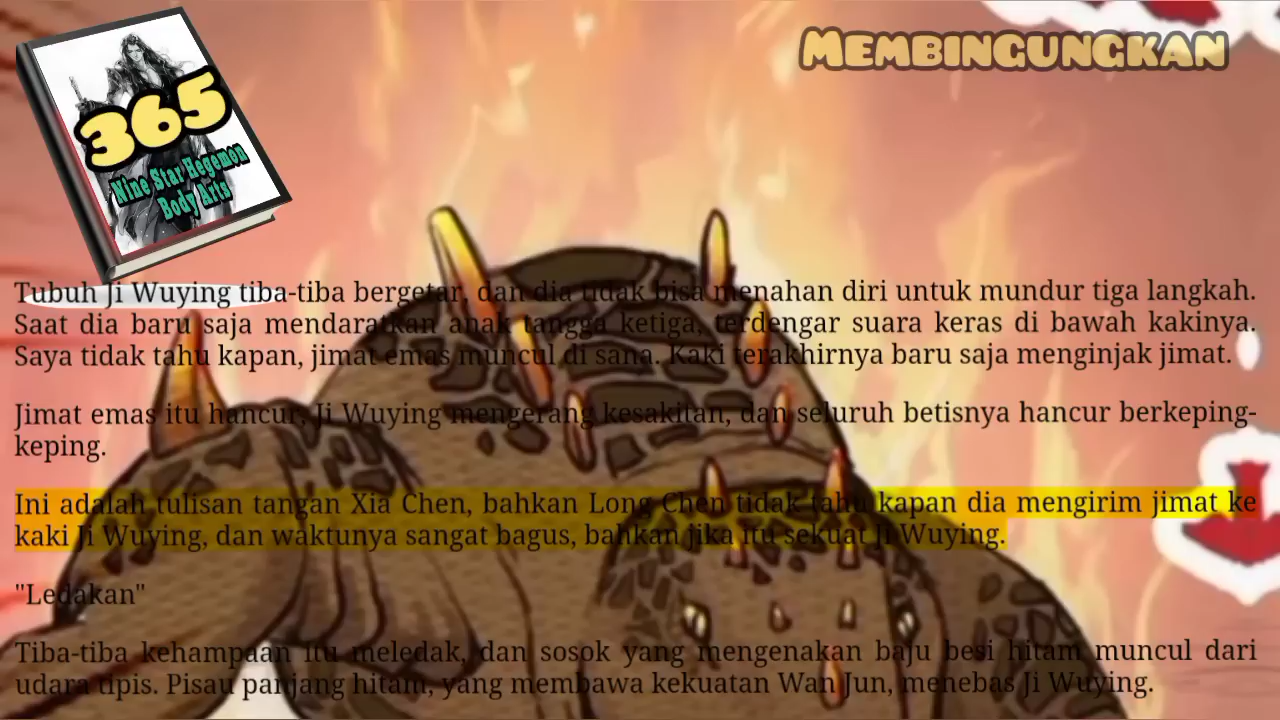 365
Nine Star Hegemon
Body Arts
MEMBINGUNGKAN
Tubuh Ji Wuying tiba-tiba bergetar, dan dia tidak bisa menahan diri untuk mundur tiga langkah.
Saat dia baru saja mendaratkan anak tangga ketiga, terdengar suara keras di bawah kakinya.
Saya tidak tahu kapan, jimat emas muncul di sana. Kaki terakhirnya baru saja menginjak jimat.
Jimat emas itu hancur, Ji Wuying mengerang kesakitan, dan seluruh betisnya hancur berkeping-
keping.
Ini adalah tulisan tangan Xia Chen, bahkan Long Chen tidak tahu kapan dia mengirim jimat ke
kaki Ji Wuying, dan waktunya sangat bagus, bahkan jika itu sekuat Ji Wuying.
"Ledakan"
Tiba-tiba kehampaan itu meledak, dan sosok yang mengenakan baju besi hitam muncul dari
udara tipis. Pisau panjang hitam, yang membawa kekuatan Wan Jun, menebas Ji Wuying.